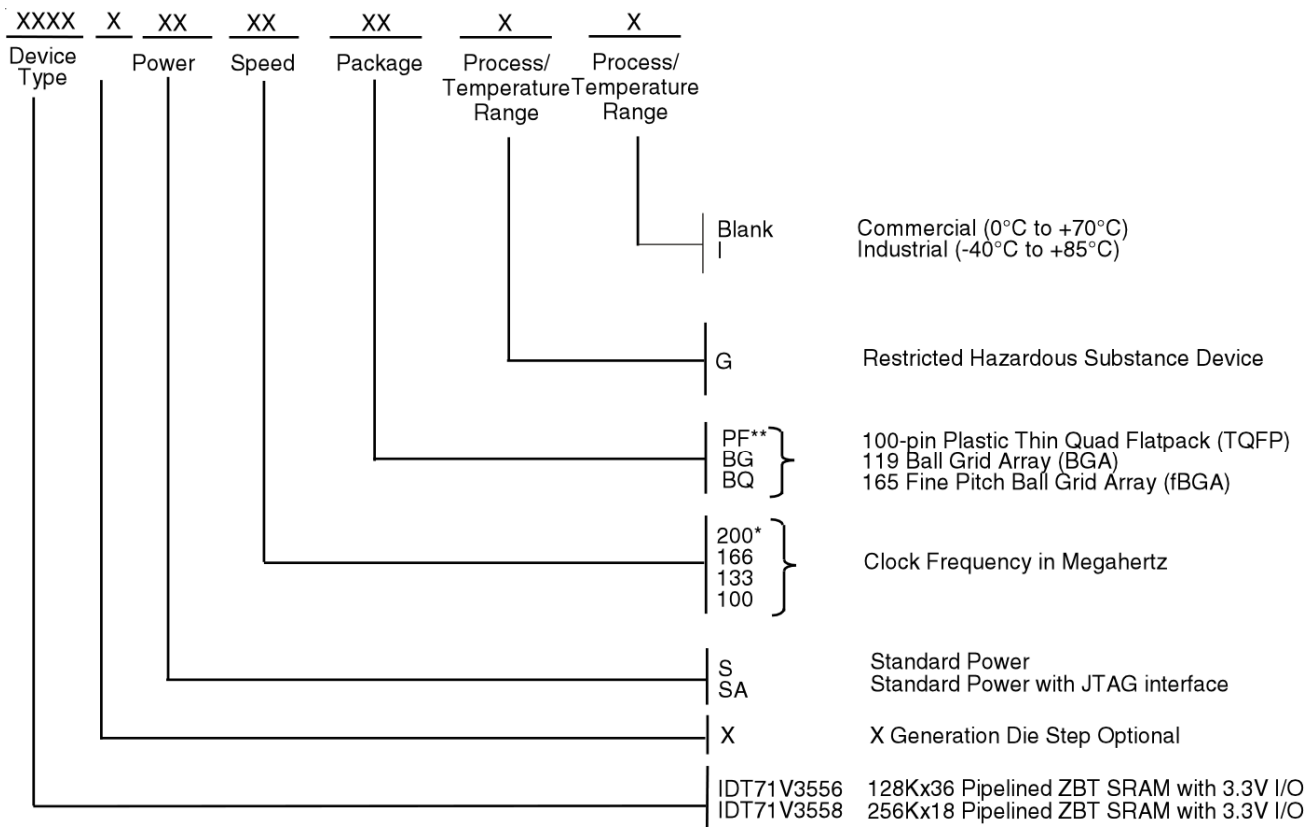 XXXX X XX XX XX X X
Device Type Power Speed Package Process/ Temperature Range Process/ Temperature Range
Blank Commercial (0°C to +70°C)
I Industrial (-40°C to +85°C)
G Restricted Hazardous Substance Device
PF** 100-pin Plastic Thin Quad Flatpack (TQFP)
BG 119 Ball Grid Array (BGA)
BQ 165 Fine Pitch Ball Grid Array (fBGA)
200*
166
Clock Frequency in Megahertz
133
100
S Standard Power
SA Standard Power with JTAG interface
X X Generation Die Step Optional
IDT71V3556 128Kx36 Pipelined ZBT SRAM with 3.3V I/O
IDT71V3558 256Kx18 Pipelined ZBT SRAM with 3.3V I/O